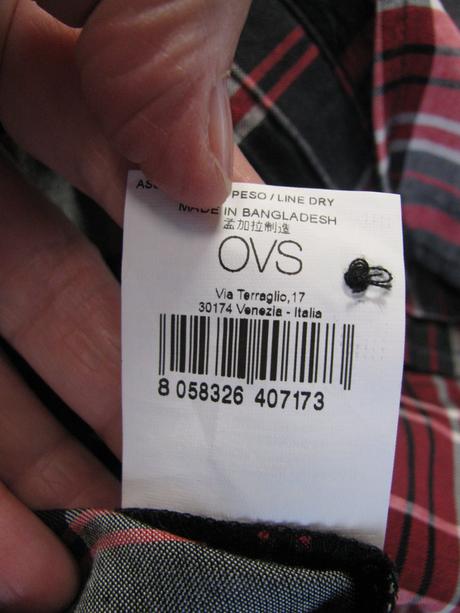 PESO / LINE DRY
MADE IN BANGLADESH
孟加拉制造
OVS
Via Terraglio,17
30174 Venezia - Italia
8 058326 407173